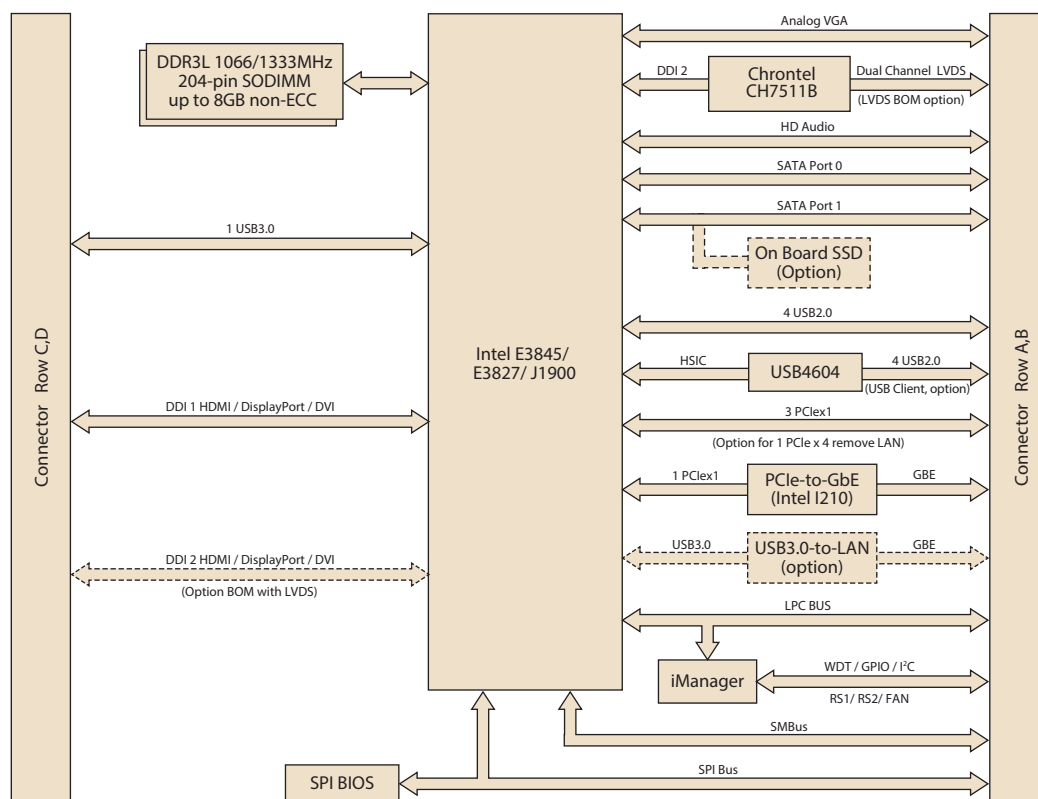 Analog VGA
DDR3L 1066/1333MHz
204-pin SODIMM
up to 8GB non-ECC
DDI 2
Chrontel
CH7511B
Dual Channel LVDS
(LVDS BOM option)
HD Audio
SATA Port 0
SATA Port 1
1 USB3.0
On Board SSD
(Option)
4 USB2.0
Connector Row C,D
Intel E3845/
E3827/ J1900
Connector Row A,B
HSIC
USB4604
4 USB2.0
(USB Client, option)
DDI 1 HDMI / DisplayPort / DVI
3 PCIex1
(Option for 1 PCIe x 4 remove LAN)
1 PCIex1
PCIe-to-GbE
(Intel I210)
GBE
DDI 2 HDMI / DisplayPort / DVI
(Option BOM with LVDS)
USB3.0
USB3.0-to-LAN
(option)
GBE
LPC BUS
iManager
WDT / GPIO / I²C
RS1/ RS2/ FAN
SMBus
SPI BIOS
SPI Bus